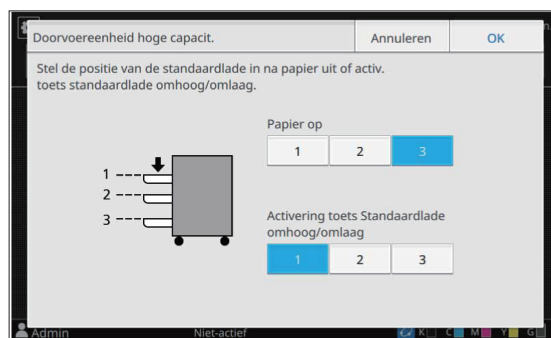 Doorvoereenheid hoge capacit.
Annuleren
OK
Stel de positie van de standaardlade in na papier uit of activ.
toets standaardlade omhoog/omlaag.
Papier op
1 2 3
1
2
3
Activering toets Standaardlade
omhoog/omlaag
1 2 3
Admin
Niet-actief
K C M Y G